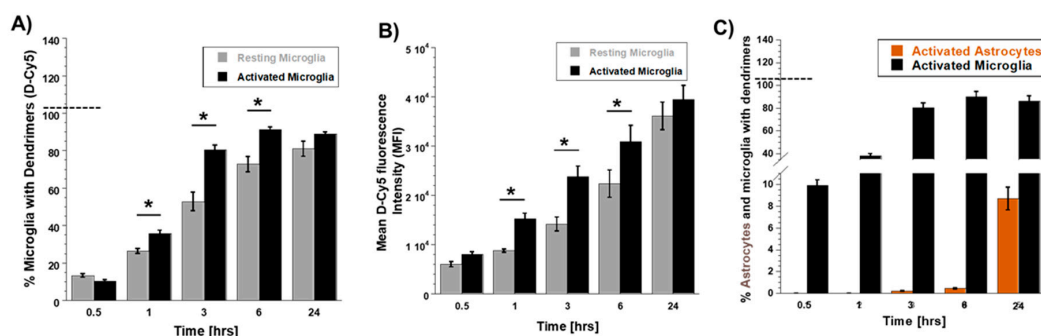 A)
% Microglia with Dendrimers (D-Cy5)
140
120
100
80
60
40
20
0
Resting Microglia
Activated Microglia
*
*
*
0.5 1 3 6 24
Time [hrs]
B)
Mean D-Cy5 fluorescence
Intensity (MFI)
5 10⁴
4 10⁴
3 10⁴
2 10⁴
1 10⁴
0
Resting Microglia
Activated Microglia
*
*
*
0.5 1 3 6 24
Time [hrs]
C)
% Astrocytes and microglia with dendrimers
140
120
100
80
60
40
10
8
6
4
2
0
Activated Astrocytes
Activated Microglia
0.5 1 3 6 24
Time [hrs]